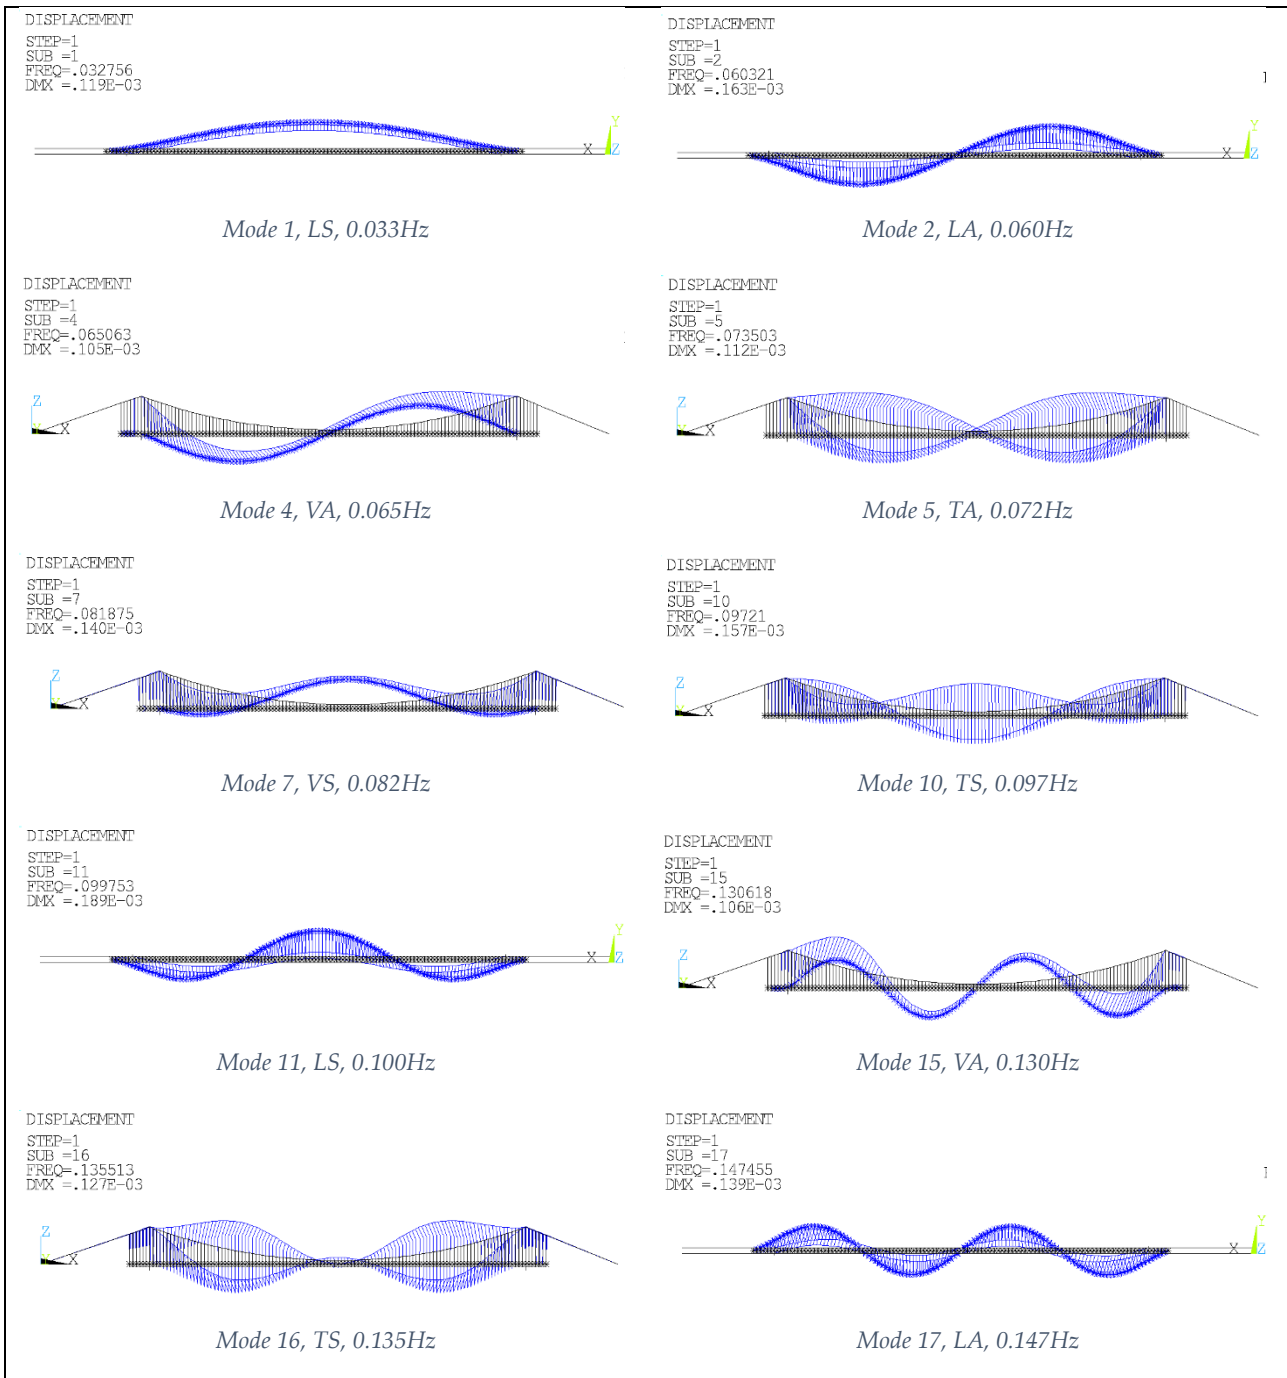 DISPLACEMENT
STEP=1
SUB =1
FREQ=.032756
DMX =.119E-03
X
Y
Z
Mode 1, LS, 0.033Hz
DISPLACEMENT
STEP=1
SUB =2
FREQ=.060321
DMX =.163E-03
X
Y
Z
Mode 2, LA, 0.060Hz
DISPLACEMENT
STEP=1
SUB =4
FREQ=.065063
DMX =.105E-03
Z
Y
X
Mode 4, VA, 0.065Hz
DISPLACEMENT
STEP=1
SUB =5
FREQ=.073503
DMX =.112E-03
Z
Y
X
Mode 5, TA, 0.072Hz
DISPLACEMENT
STEP=1
SUB =7
FREQ=.081875
DMX =.140E-03
Z
Y
X
Mode 7, VS, 0.082Hz
DISPLACEMENT
STEP=1
SUB =10
FREQ=.09721
DMX =.157E-03
Z
Y
X
Mode 10, TS, 0.097Hz
DISPLACEMENT
STEP=1
SUB =11
FREQ=.099753
DMX =.189E-03
X
Y
Z
Mode 11, LS, 0.100Hz
DISPLACEMENT
STEP=1
SUB =15
FREQ=.130618
DMX =.106E-03
Z
Y
X
Mode 15, VA, 0.130Hz
DISPLACEMENT
STEP=1
SUB =16
FREQ=.135513
DMX =.127E-03
Z
Y
X
Mode 16, TS, 0.135Hz
DISPLACEMENT
STEP=1
SUB =17
FREQ=.147455
DMX =.139E-03
X
Y
Z
Mode 17, LA, 0.147Hz